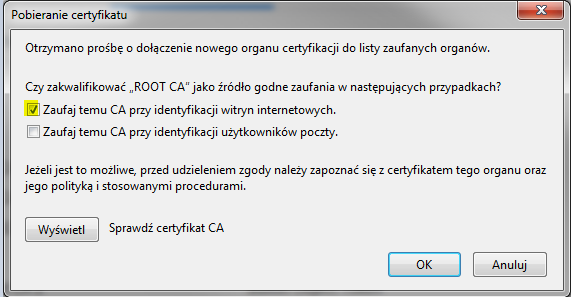 Pobieranie certyfikatu
Otrzymano prośbę o dołączenie nowego organu certyfikacji do listy zaufanych organów.
Czy zakwalifikować „ROOT CA” jako źródło godne zaufania w następujących przypadkach?
Zaufaj temu CA przy identyfikacji witryn internetowych.
Zaufaj temu CA przy identyfikacji użytkowników poczty.
Jeżeli jest to możliwe, przed udzieleniem zgody należy zapoznać się z certyfikatem tego organu oraz
jego polityką i stosowanymi procedurami.
Wyświetl Sprawdź certyfikat CA
OK Anuluj